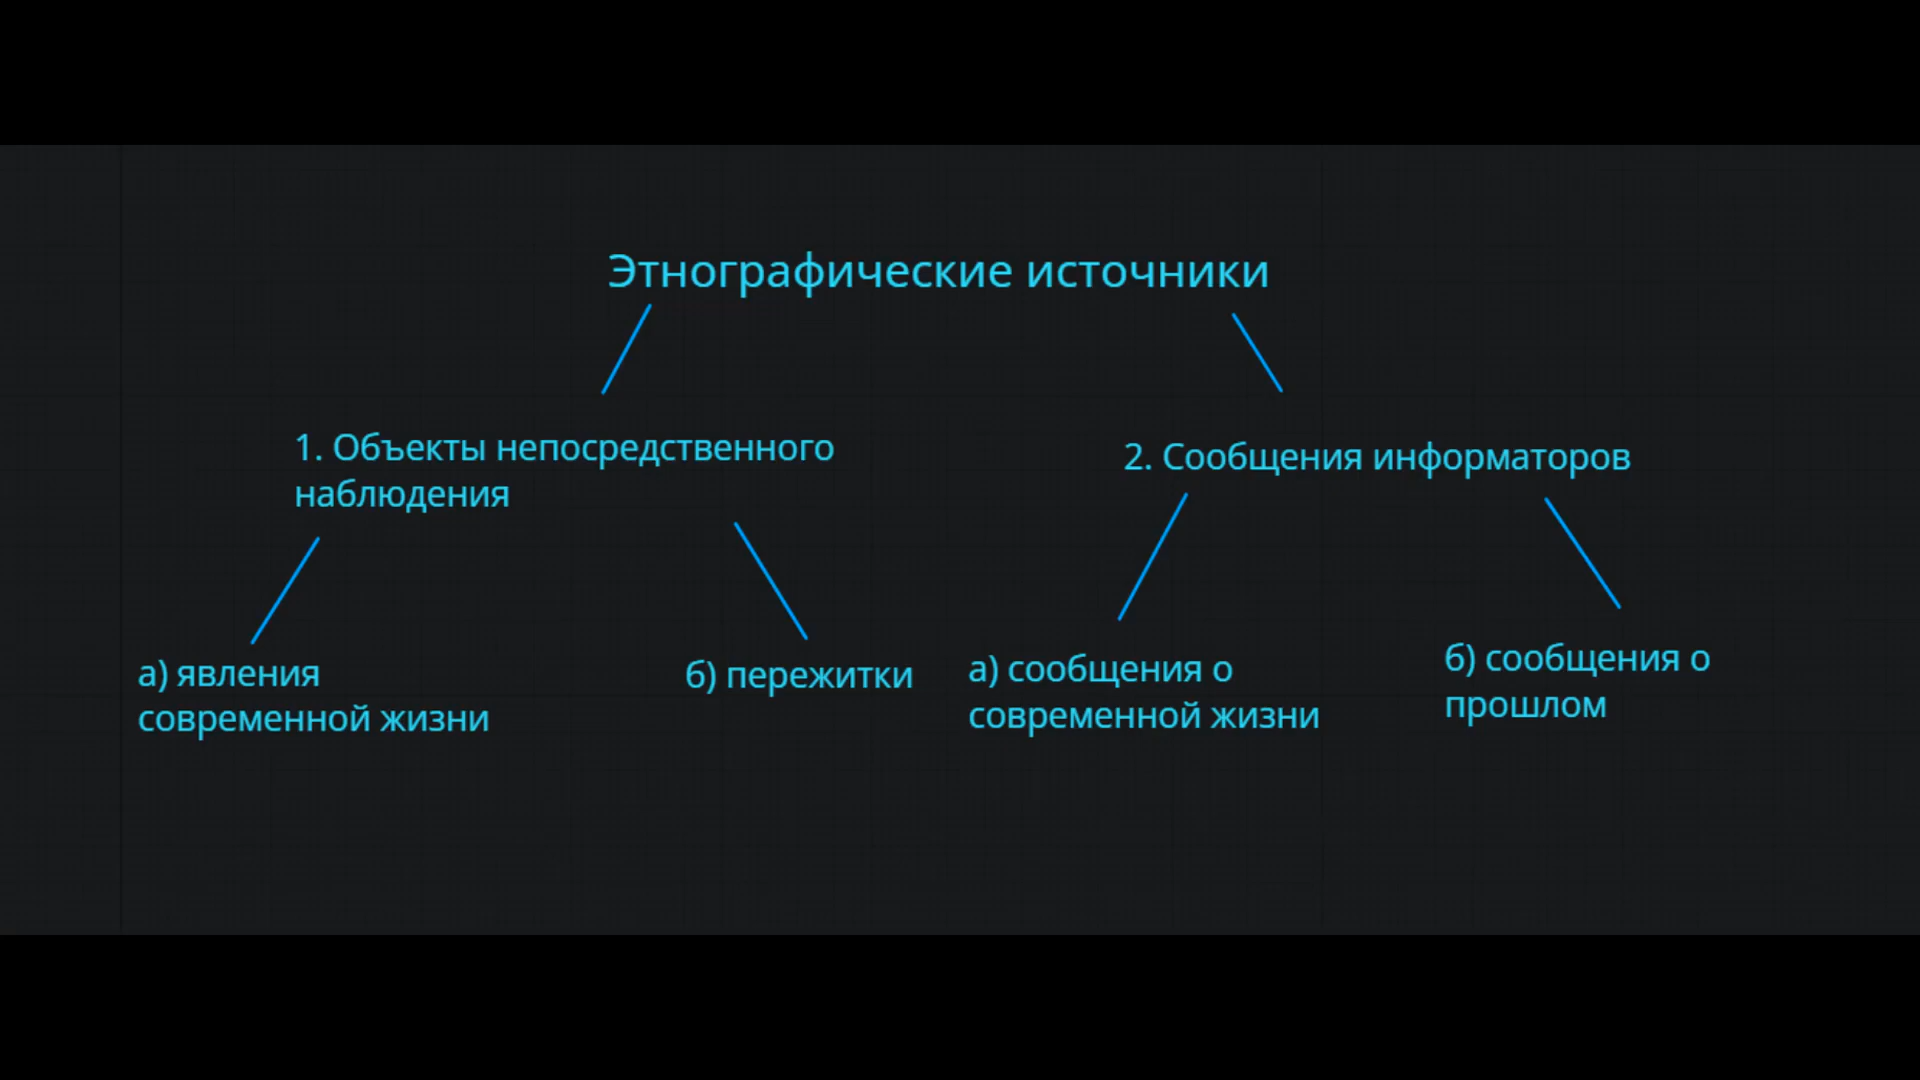 Этнографические источники
1. Объекты непосредственного
наблюдения
2. Сообщения информаторов
а) явления
современной жизни
б) пережитки
а) сообщения о
современной жизни
б) сообщения о
прошлом